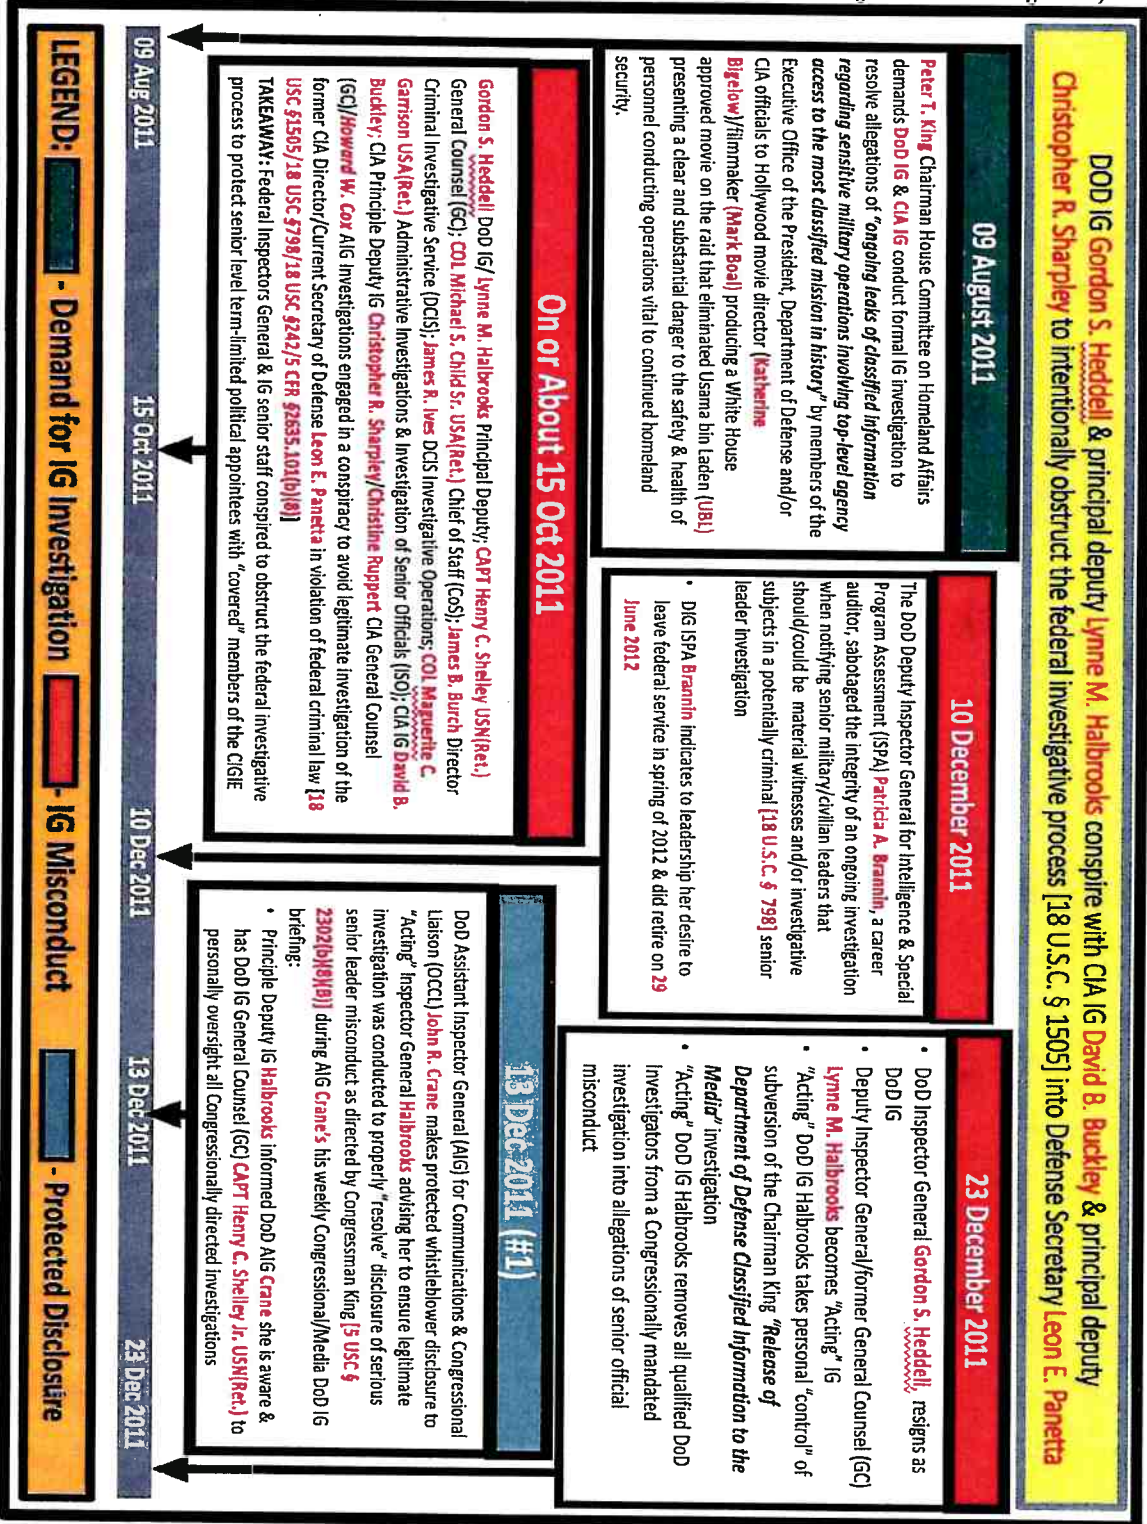 DOD IG Gordon S. Heddell & principal deputy Lynne M. Halbrooks conspire with CIA IG David B. Buckley & principal deputy
Christopher R. Sharpley to intentionally obstruct the federal investigative process [18 U.S.C. § 1505] into Defense Secretary Leon E. Panetta
09 August 2011
Peter T. King Chairman House Committee on Homeland Affairs
demands DoD IG & CIA IG conduct formal IG investigation to
resolve allegations of "ongoing leaks of classified information
regarding sensitive military operations involving top-level agency
access to the most classified mission in history" by members of the
Executive Office of the President, Department of Defense and/or
CIA officials to Hollywood movie director (Katherine
Bigelow)/filmmaker (Mark Boal) producing a White House
approved movie on the raid that eliminated Usama bin Laden (UBL)
presenting a clear and substantial danger to the safety & health of
personnel conducting operations vital to continued homeland
security.
10 December 2011
The DoD Deputy Inspector General for Intelligence & Special
Program Assessment (ISPA) Patricia A. Brannin, a career
auditor, sabotaged the integrity of an ongoing investigation
when notifying senior military/civilian leaders that
should/could be material witnesses and/or investigative
subjects in a potentially criminal [18 U.S.C. § 798] senior
leader investigation
• DIG ISPA Brannin indicates to leadership her desire to
leave federal service in spring of 2012 & did retire on 29
June 2012
23 December 2011
• DoD Inspector General Gordon S. Heddell, resigns as
DoD IG
• Deputy Inspector General/former General Counsel (GC)
Lynne M. Halbrooks becomes "Acting" IG
• "Acting" DoD IG Halbrooks takes personal "control" of
subversion of the Chairman King "Release of
Department of Defense Classified Information to the
Media" investigation
• "Acting" DoD IG Halbrooks removes all qualified DoD
Investigators from a Congressionally mandated
investigation into allegations of senior official
misconduct
On or About 15 Oct 2011
Gordon S. Heddell DoD IG/ Lynne M. Halbrooks Principal Deputy; CAPT Henry C. Shelley USN(Ret.)
General Counsel (GC); COL Michael S. Child Sr. USA(Ret.) Chief of Staff (CoS); James B. Burch Director
Criminal Investigative Service (DCIS); James R. Ives DCIS Investigative Operations; COL Maguerite C.
Garrison USA(Ret.) Administrative Investigations & Investigation of Senior Officials (ISO); CIA IG David B.
Buckley; CIA Principle Deputy IG Christopher R. Sharpley/Christine Ruppert CIA General Counsel
(GC)/Howard W. Cox AIG Investigations engaged in a conspiracy to avoid legitimate investigation of the
former CIA Director/Current Secretary of Defense Leon E. Panetta in violation of federal criminal law [18
USC §1505/18 USC §798/18 USC §242/5 CFR §2635.101(b)(8)]
TAKEAWAY: Federal Inspectors General & IG senior staff conspired to obstruct the federal investigative
process to protect senior level term-limited political appointees with "covered" members of the CIGIE
13 Dec 2011 (#1)
DoD Assistant Inspector General (AIG) for Communications & Congressional
Liaison (OCCL) John R. Crane makes protected whistleblower disclosure to
"Acting" Inspector General Halbrooks advising her to ensure legitimate
investigation was conducted to properly "resolve" disclosure of serious
senior leader misconduct as directed by Congressman King [5 USC §
2302(b)(8)(B)] during AIG Crane's his weekly Congressional/Media DoD IG
briefing:
• Principle Deputy IG Halbrooks informed DoD AIG Crane she is aware &
has DoD IG General Counsel (GC) CAPT Henry C. Shelley Jr. USN(Ret.) to
personally oversight all Congressionally directed investigations
09 Aug 2011 15 Oct 2011 10 Dec 2011 13 Dec 2011 23 Dec 2011
LEGEND: - Demand for IG Investigation - IG Misconduct - Protected Disclosure